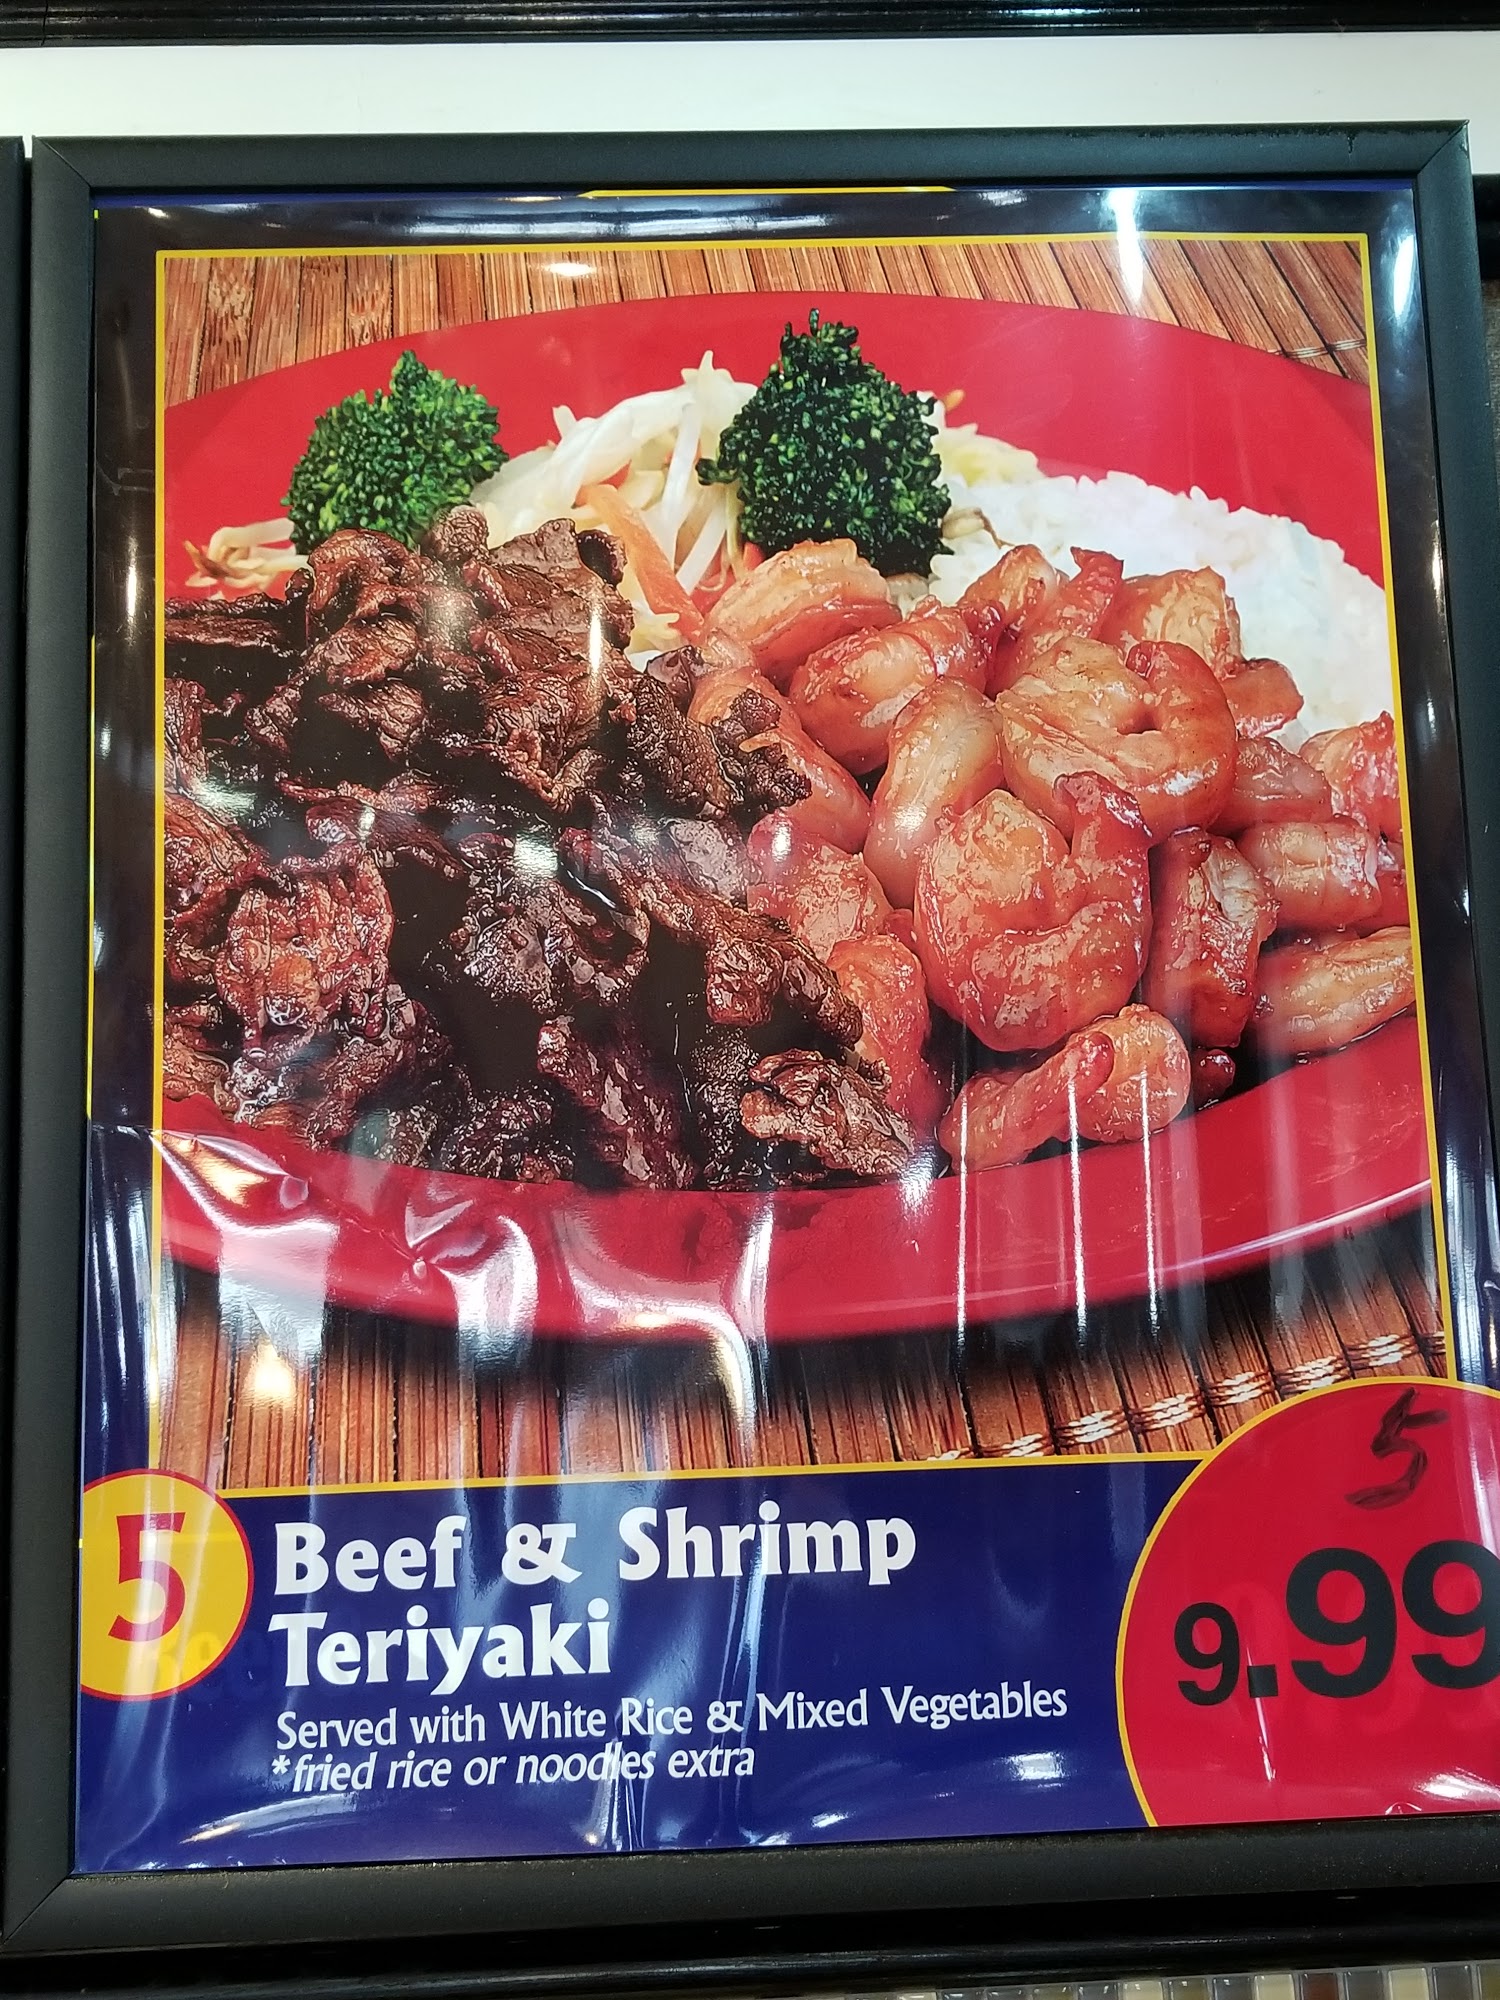 5
9.99
5
Beef & Shrimp
Teriyaki
Served with White Rice & Mixed Vegetables
*fried rice or noodles extra